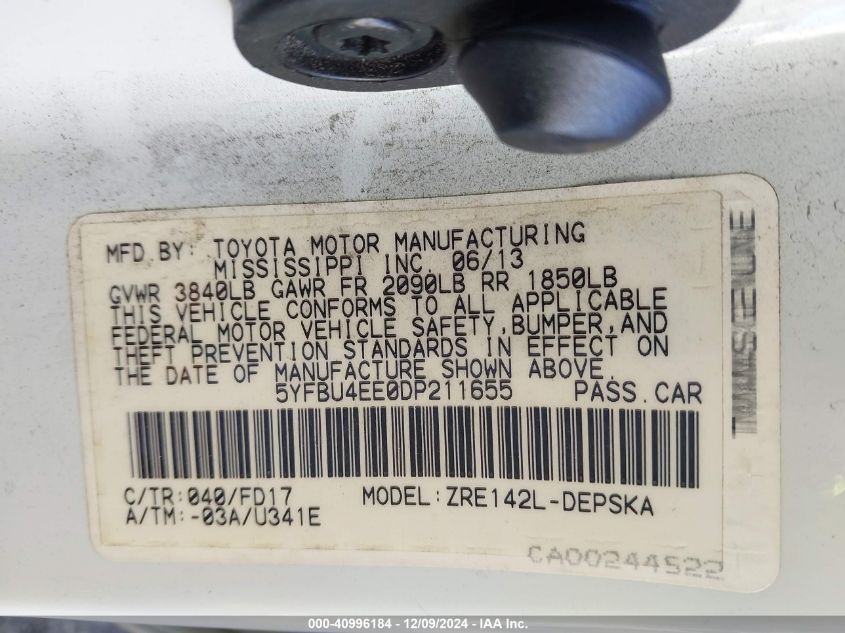 MFD.BY: TOYOTA MOTOR MANUFACTURING
MISSISSIPPI INC. 06/13
GVWR 3840LB GAWR FR 2090LB RR 1850LB
THIS VEHICLE CONFORMS TO ALL APPLICABLE
FEDERAL MOTOR VEHICLE SAFETY,BUMPER,AND
THEFT PREVENTION STANDARDS IN EFFECT ON
THE DATE OF MANUFACTURE SHOWN ABOVE.
5YFBU4EE0DP211655 PASS.CAR
C/TR:040/FD17 MODEL:ZRE142L-DEPSKA
A/TM:-03A/U341E
CA00244522
000-40996184 - 12/09/2024 - IAA Inc.